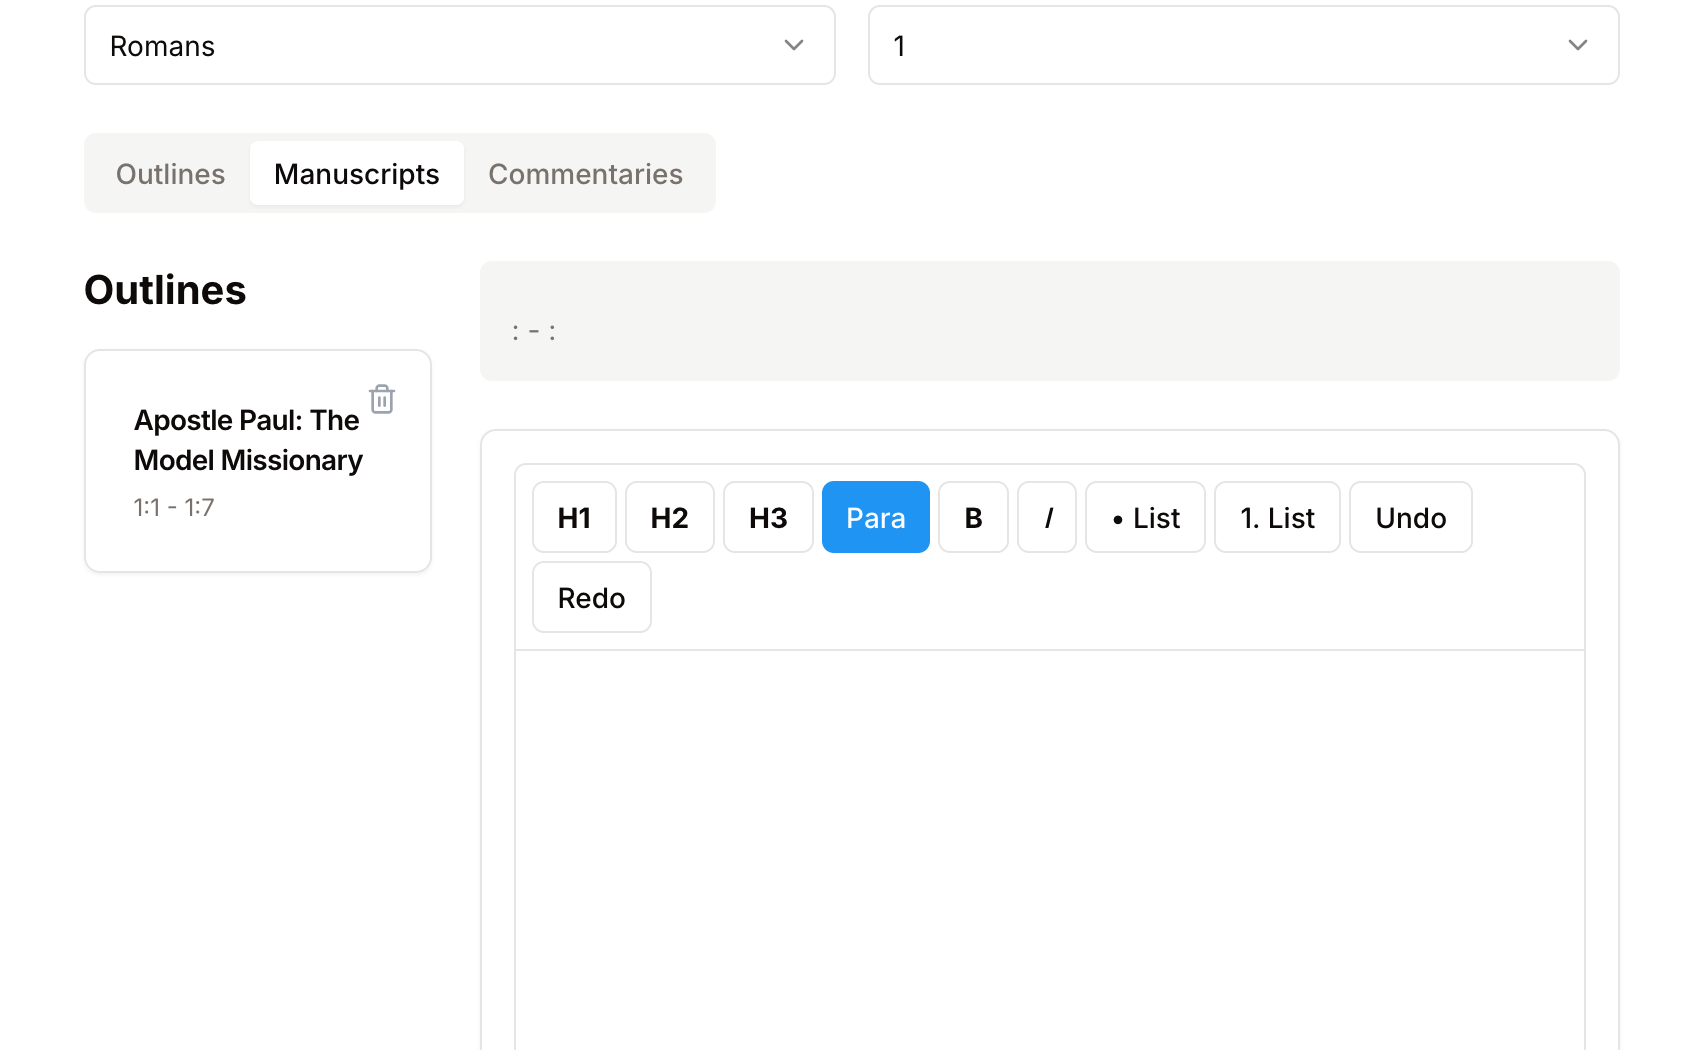 Romans
1
Outlines Manuscripts Commentaries
Outlines
Apostle Paul: The
Model Missionary
1:1 - 1:7
: - :
H1 H2 H3 Para B I • List 1. List Undo
Redo